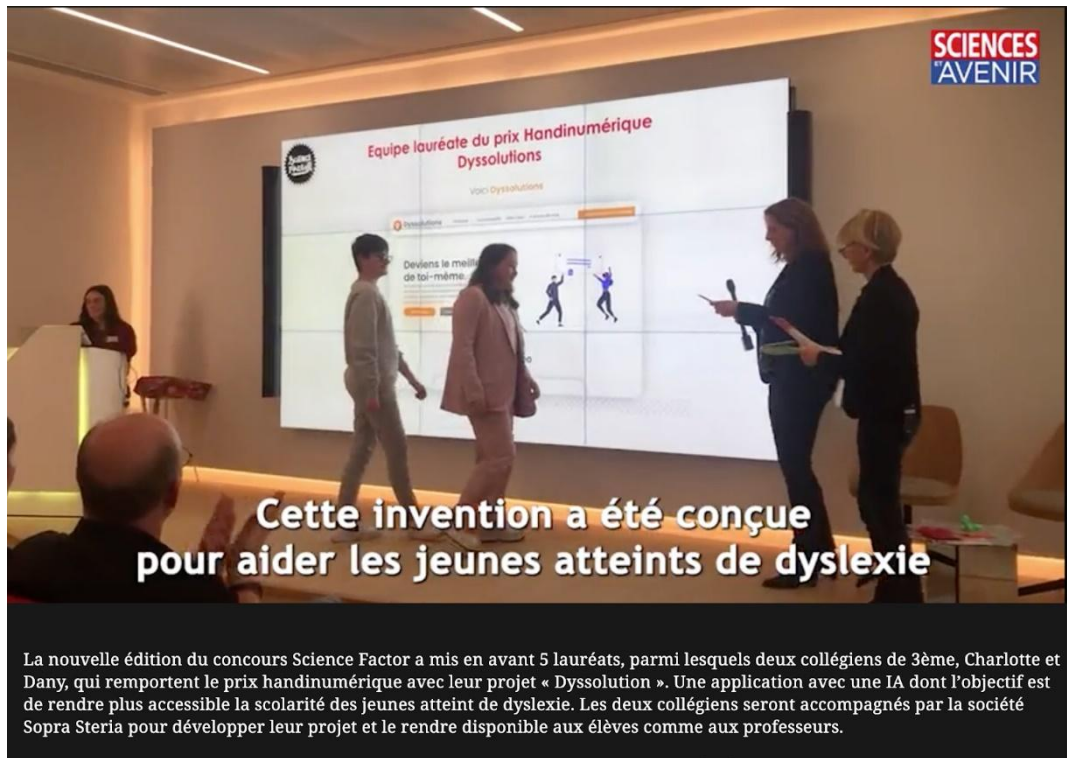 SCIENCES
ET AVENIR
SCIENCE
FACTOR
Equipe lauréate du prix Handinumérique
Dyssolutions
Voici Dyssolutions
Dyssolutions
Deviens le meille
de toi-même.
Cette invention a été conçue
pour aider les jeunes atteints de dyslexie
La nouvelle édition du concours Science Factor a mis en avant 5 lauréats, parmi lesquels deux collégiens de 3ème, Charlotte et
Dany, qui remportent le prix handinumérique avec leur projet « Dyssolution ». Une application avec une IA dont l’objectif est
de rendre plus accessible la scolarité des jeunes atteint de dyslexie. Les deux collégiens seront accompagnés par la société
Sopra Steria pour développer leur projet et le rendre disponible aux élèves comme aux professeurs.